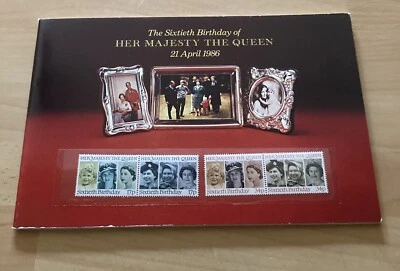 The Sixtieth Birthday of
HER MAJESTY THE QUEEN
21 April 1986
HER MAJESTY THE QUEEN HER MAJESTY THE QUEEN
Sixtieth Birthday 17p Sixtieth Birthday 34p